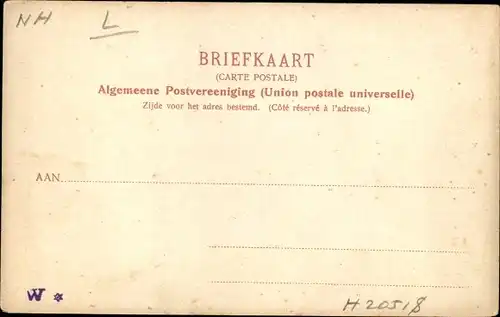 NH L
BRIEFKAART
(CARTE POSTALE)
Algemeene Postvereeniging (Union postale universelle)
Zijde voor het adres bestemd. (Côté réservé à l'adresse.)
AAN
W *
H 20518